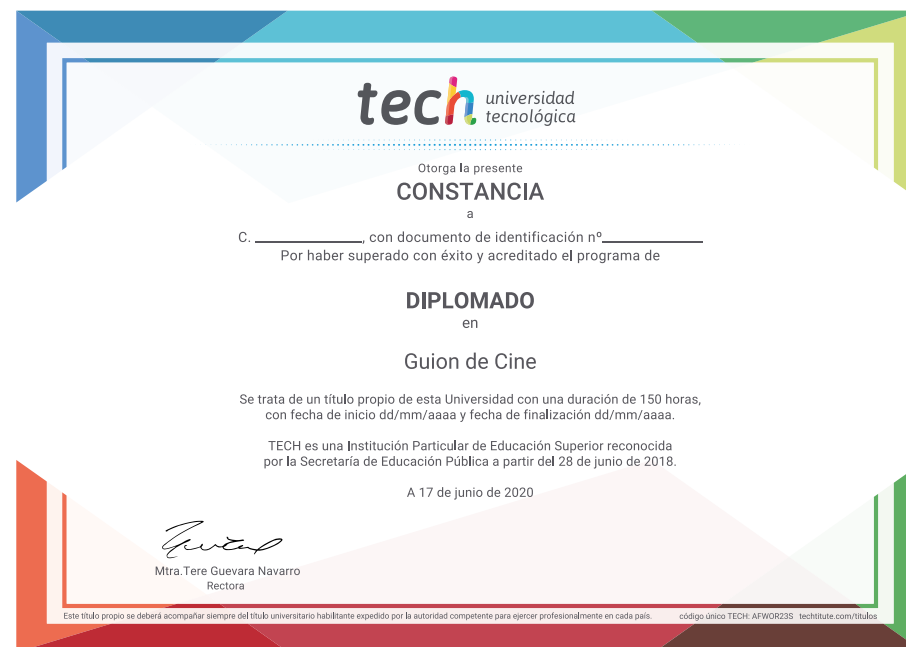 tech universidad
tecnológica
Otorga la presente
CONSTANCIA
a
C. ____________, con documento de identificación nº____________
Por haber superado con éxito y acreditado el programa de
DIPLOMADO
en
Guion de Cine
Se trata de un título propio de esta Universidad con una duración de 150 horas,
con fecha de inicio dd/mm/aaaa y fecha de finalización dd/mm/aaaa.
TECH es una Institución Particular de Educación Superior reconocida
por la Secretaría de Educación Pública a partir del 28 de junio de 2018.
A 17 de junio de 2020
Mtra.Tere Guevara Navarro
Rectora
Este título propio se deberá acompañar siempre del título universitario habilitante expedido por la autoridad competente para ejercer profesionalmente en cada país. código único TECH: AFWOR23S techtitute.com/titulos